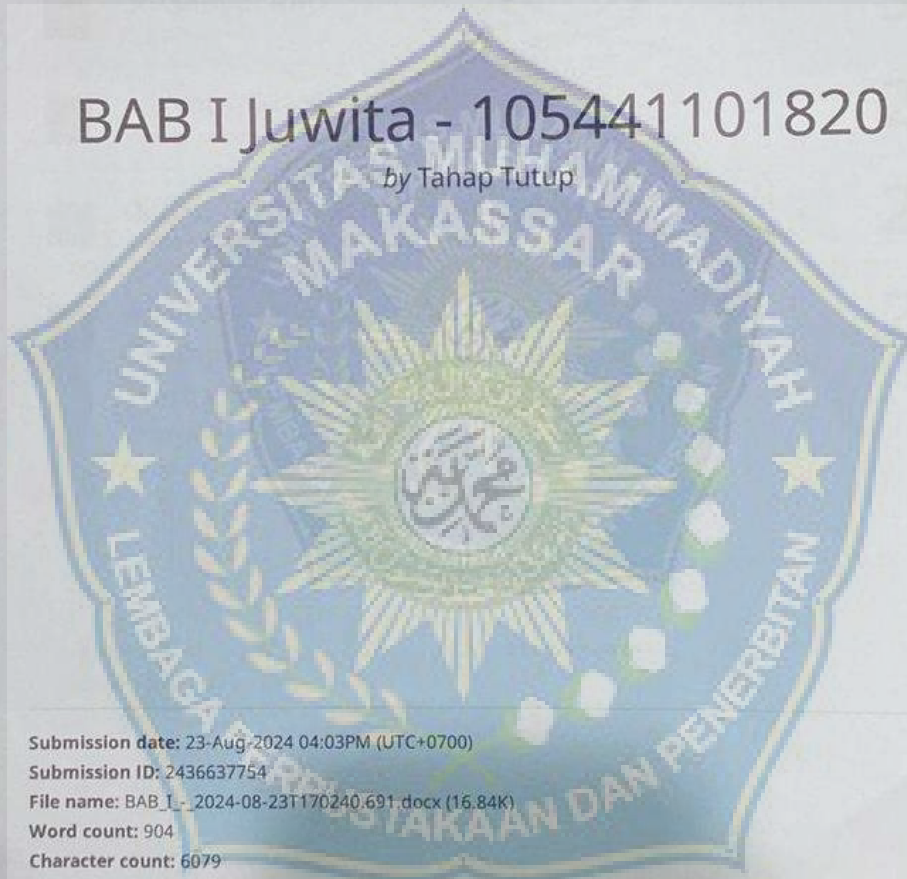 BAB I Juwita - 105441101820
by Tahap Tutup
UNIVERSITAS MUHAMMADIYAH
MAKASSAR
محمدية
LEMBAGA PERPUSTAKAAN DAN PENERBITAN
Submission date: 23-Aug-2024 04:03PM (UTC+0700)
Submission ID: 2436637754
File name: BAB_I_-_2024-08-23T170240.691.docx (16.84K)
Word count: 904
Character count: 6079